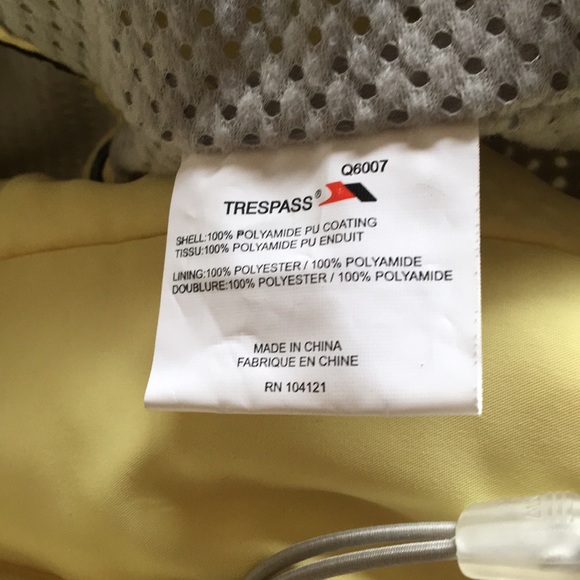 Q6007
TRESPASS®
SHELL:100% POLYAMIDE PU COATING
TISSU:100% POLYAMIDE PU ENDUIT
LINING:100% POLYESTER / 100% POLYAMIDE
DOUBLURE:100% POLYESTER / 100% POLYAMIDE
MADE IN CHINA
FABRIQUE EN CHINE
RN 104121